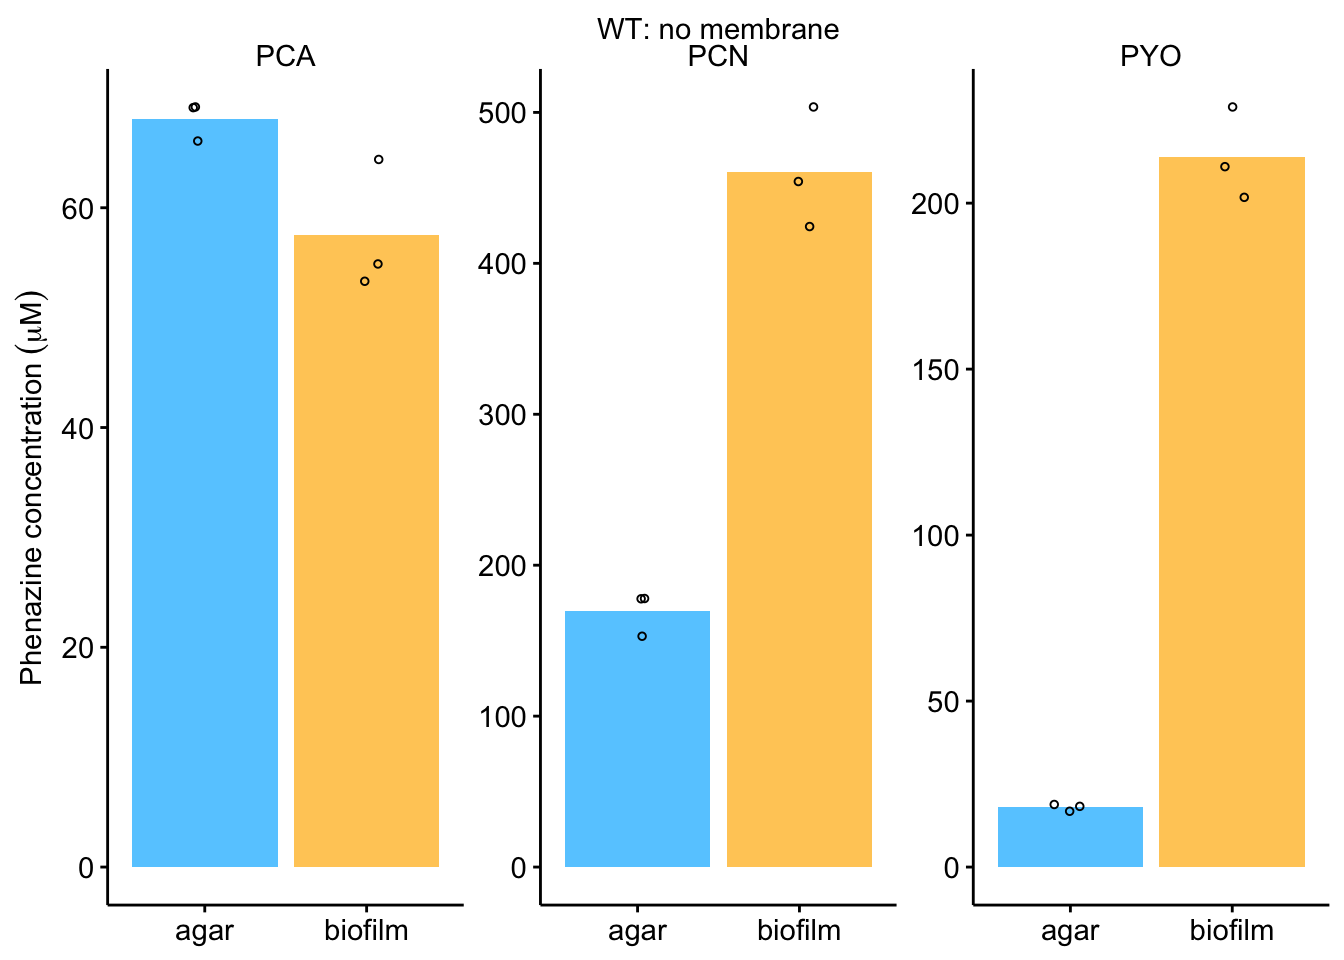 WT: no membrane
PCA
PCN
PYO
Phenazine concentration (μM)
60
40
20
0
500
400
300
200
100
0
200
150
100
50
0
agar
biofilm
agar
biofilm
agar
biofilm